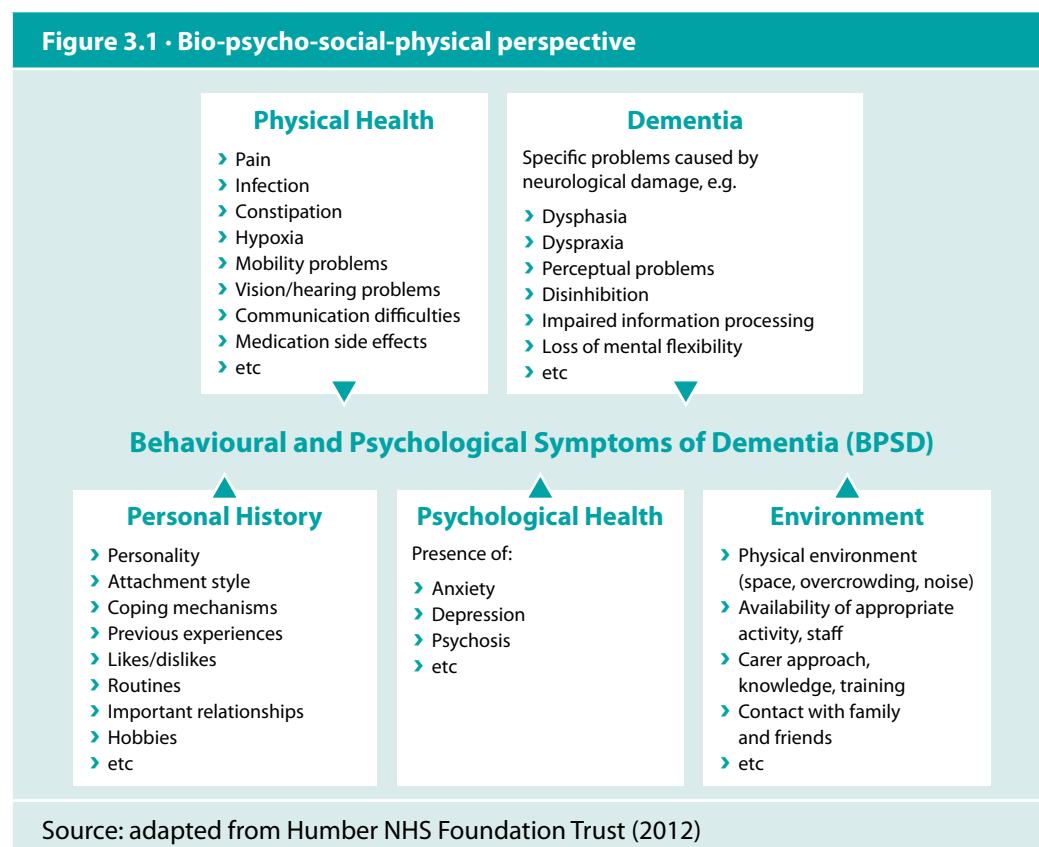 Figure 3.1 · Bio-psycho-social-physical perspective
Physical Health
› Pain
› Infection
› Constipation
› Hypoxia
› Mobility problems
› Vision/hearing problems
› Communication difficulties
› Medication side effects
› etc
Dementia
Specific problems caused by
neurological damage, e.g.
› Dysphasia
› Dyspraxia
› Perceptual problems
› Disinhibition
› Impaired information processing
› Loss of mental flexibility
› etc
Behavioural and Psychological Symptoms of Dementia (BPSD)
Personal History
› Personality
› Attachment style
› Coping mechanisms
› Previous experiences
› Likes/dislikes
› Routines
› Important relationships
› Hobbies
› etc
Psychological Health
Presence of:
› Anxiety
› Depression
› Psychosis
› etc
Environment
› Physical environment
(space, overcrowding, noise)
› Availability of appropriate
activity, staff
› Carer approach,
knowledge, training
› Contact with family
and friends
› etc
Source: adapted from Humber NHS Foundation Trust (2012)